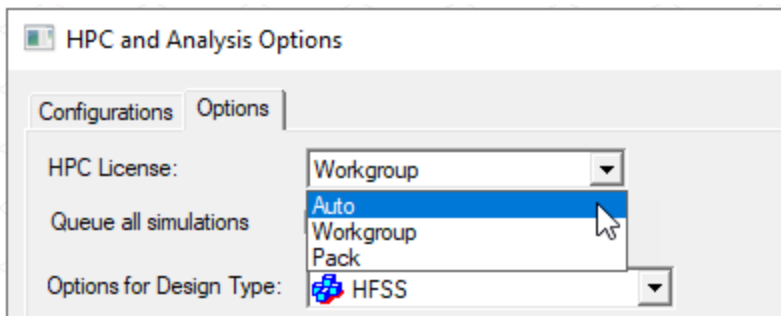 HPC and Analysis Options
Configurations Options
HPC License: Workgroup
Auto
Queue all simulations
Workgroup
Pack
Options for Design Type: HFSS